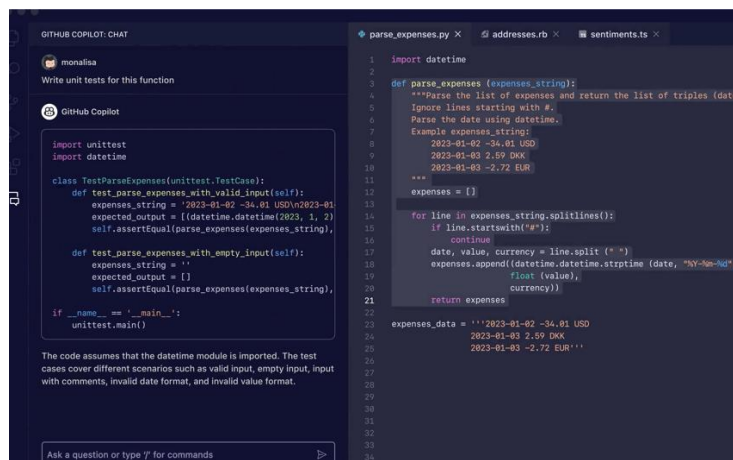 GITHUB COPILOT: CHAT
monalisa
Write unit tests for this function
GitHub Copilot
import unittest
import datetime
class TestParseExpenses(unittest.TestCase):
def test_parse_expenses_with_valid_input(self):
expenses_string = '2023-01-02 -34.01 USD\n2023-01
expected_output = [(datetime.datetime(2023, 1, 2)
self.assertEqual(parse_expenses(expenses_string),
def test_parse_expenses_with_empty_input(self):
expenses_string = ''
expected_output = []
self.assertEqual(parse_expenses(expenses_string),
if __name__ == '__main__':
unittest.main()
The code assumes that the datetime module is imported. The test
cases cover different scenarios such as valid input, empty input, input
with comments, invalid date format, and invalid value format.
Ask a question or type '/' for commands
parse_expenses.py × addresses.rb × sentiments.ts ×
1 import datetime
2
3 def parse_expenses (expenses_string):
4 """Parse the list of expenses and return the list of triples (dat
5 Ignore lines starting with #.
6 Parse the date using datetime.
7 Example expenses_string:
8 2023-01-02 -34.01 USD
9 2023-01-03 2.59 DKK
10 2023-01-03 -2.72 EUR
11 """
12 expenses = []
13
14 for line in expenses_string.splitlines():
15 if line.startswith("#"):
16 continue
17 date, value, currency = line.split (" ")
18 expenses.append((datetime.datetime.strptime (date, "%Y-%m-%d"
19 float (value),
20 currency))
21 return expenses
22
23 expenses_data = '''2023-01-02 -34.01 USD
24 2023-01-03 2.59 DKK
25 2023-01-03 -2.72 EUR'''
26
27
28
29
30
31
32
33
34